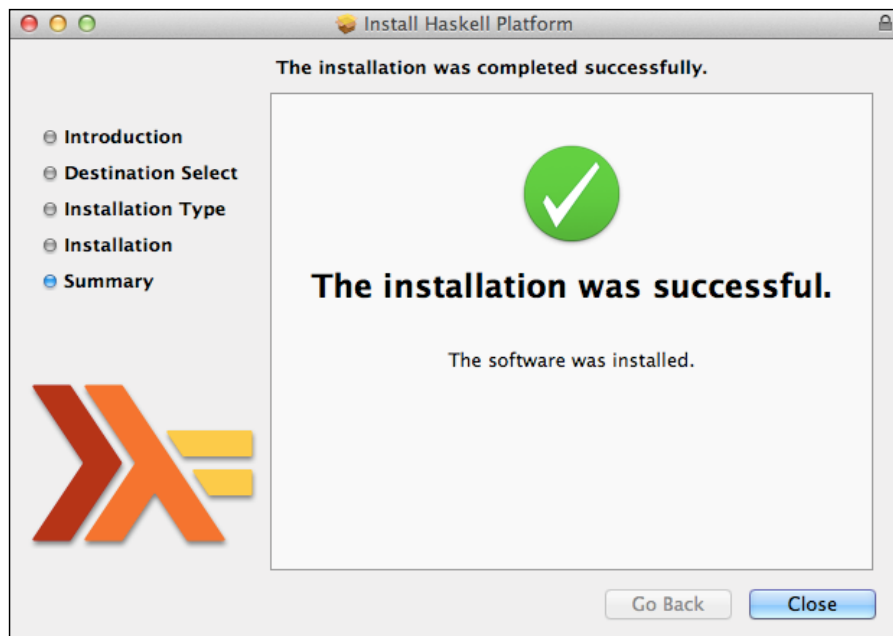 Install Haskell Platform
The installation was completed successfully.
Introduction
Destination Select
Installation Type
Installation
Summary
The installation was successful.
The software was installed.
Go Back
Close